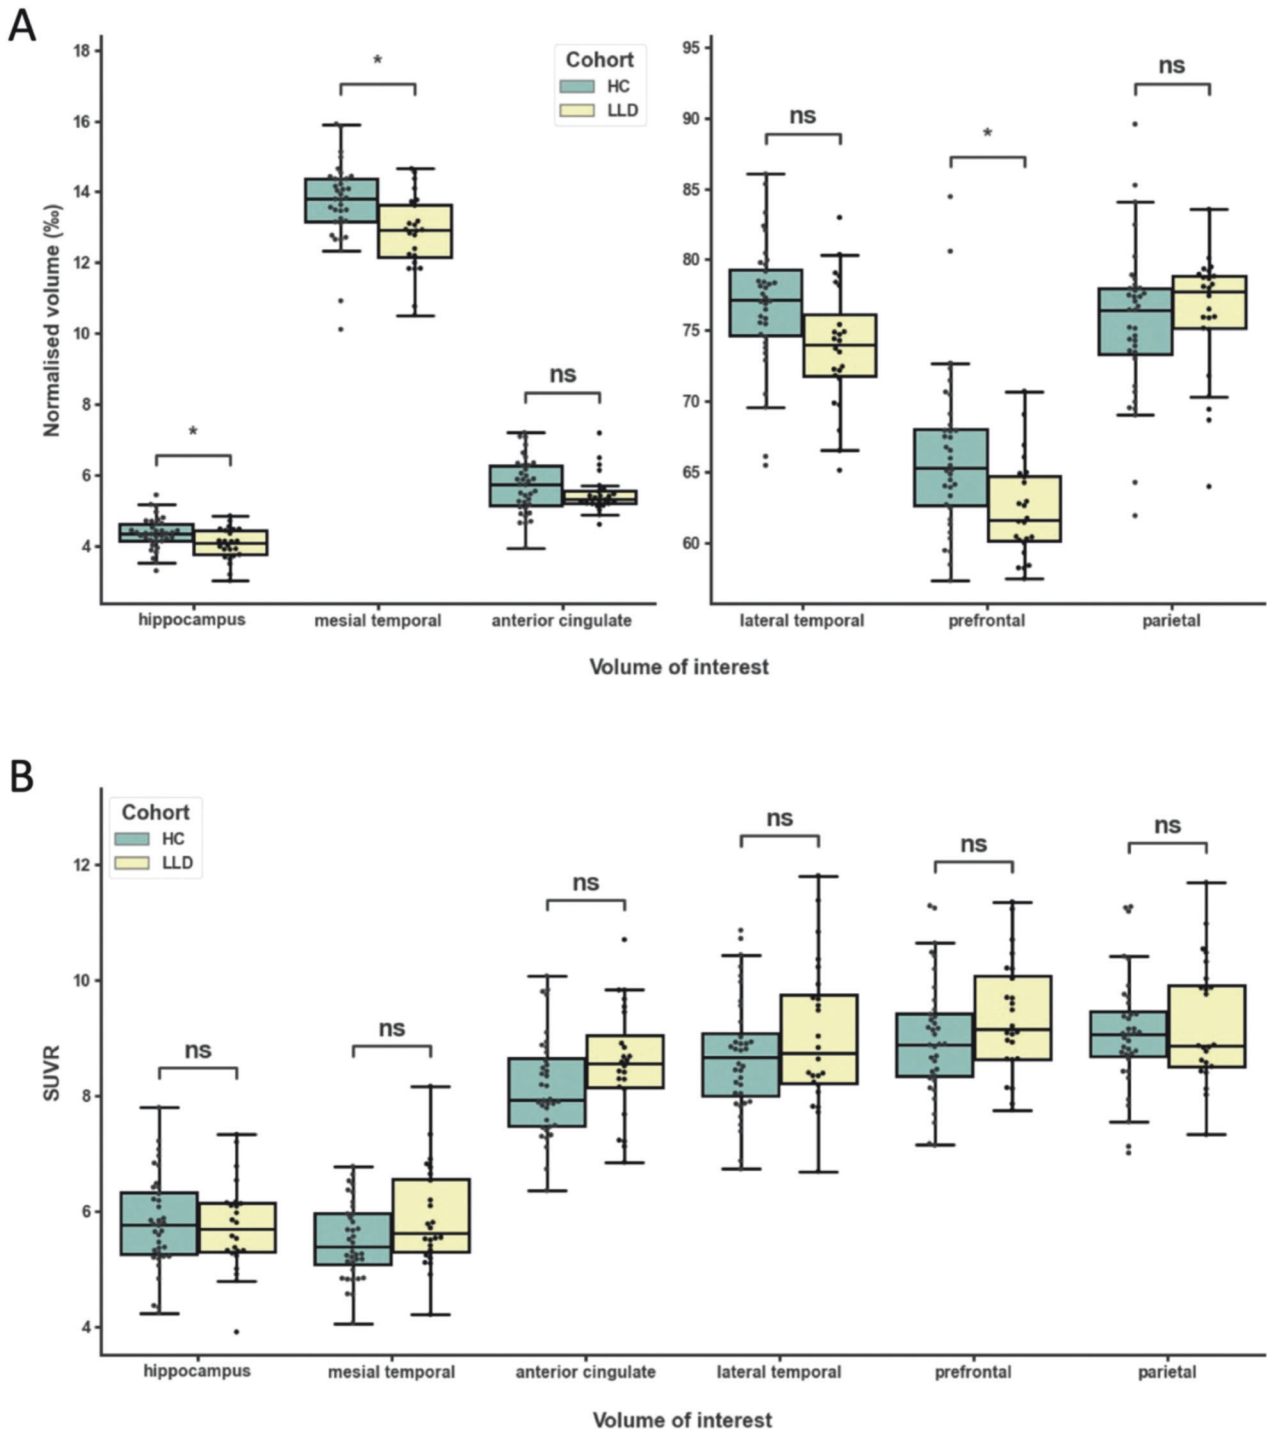 A
Normalised volume (‰)
18
16
14
12
10
8
6
4
*
*
ns
Cohort
HC
LLD
hippocampus
mesial temporal
anterior cingulate
95
90
85
80
75
70
65
60
ns
*
ns
lateral temporal
prefrontal
parietal
Volume of interest
B
SUVR
12
10
8
6
4
Cohort
HC
LLD
ns
ns
ns
ns
ns
ns
hippocampus
mesial temporal
anterior cingulate
lateral temporal
prefrontal
parietal
Volume of interest